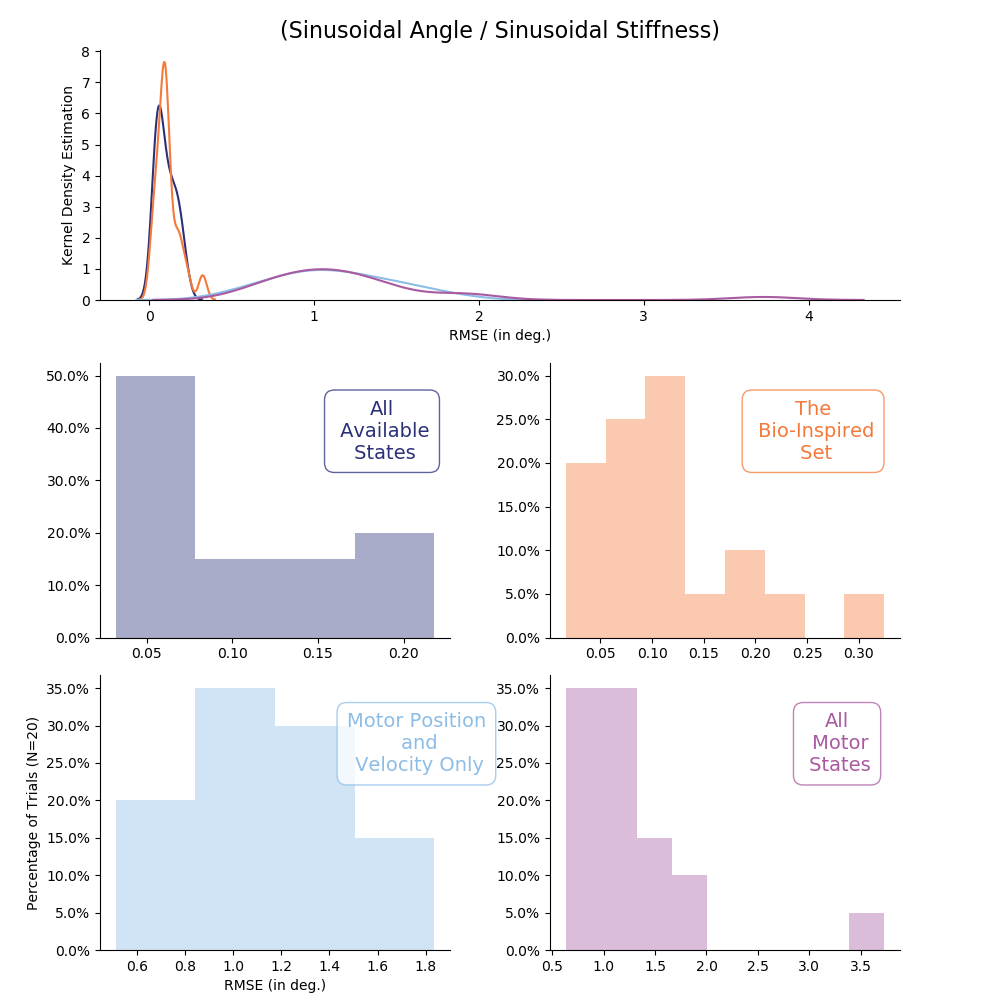 (Sinusoidal Angle / Sinusoidal Stiffness)
Kernel Density Estimation
8
7
6
5
4
3
2
1
0
0 1 2 3 4
RMSE (in deg.)
50.0%
40.0%
30.0%
20.0%
10.0%
0.0%
All
Available
States
0.05 0.10 0.15 0.20
30.0%
25.0%
20.0%
15.0%
10.0%
5.0%
0.0%
The
Bio-Inspired
Set
0.05 0.10 0.15 0.20 0.25 0.30
Percentage of Trials (N=20)
35.0%
30.0%
25.0%
20.0%
15.0%
10.0%
5.0%
0.0%
Motor Position
and
Velocity Only
0.6 0.8 1.0 1.2 1.4 1.6 1.8
RMSE (in deg.)
35.0%
30.0%
25.0%
20.0%
15.0%
10.0%
5.0%
0.0%
All
Motor
States
0.5 1.0 1.5 2.0 2.5 3.0 3.5